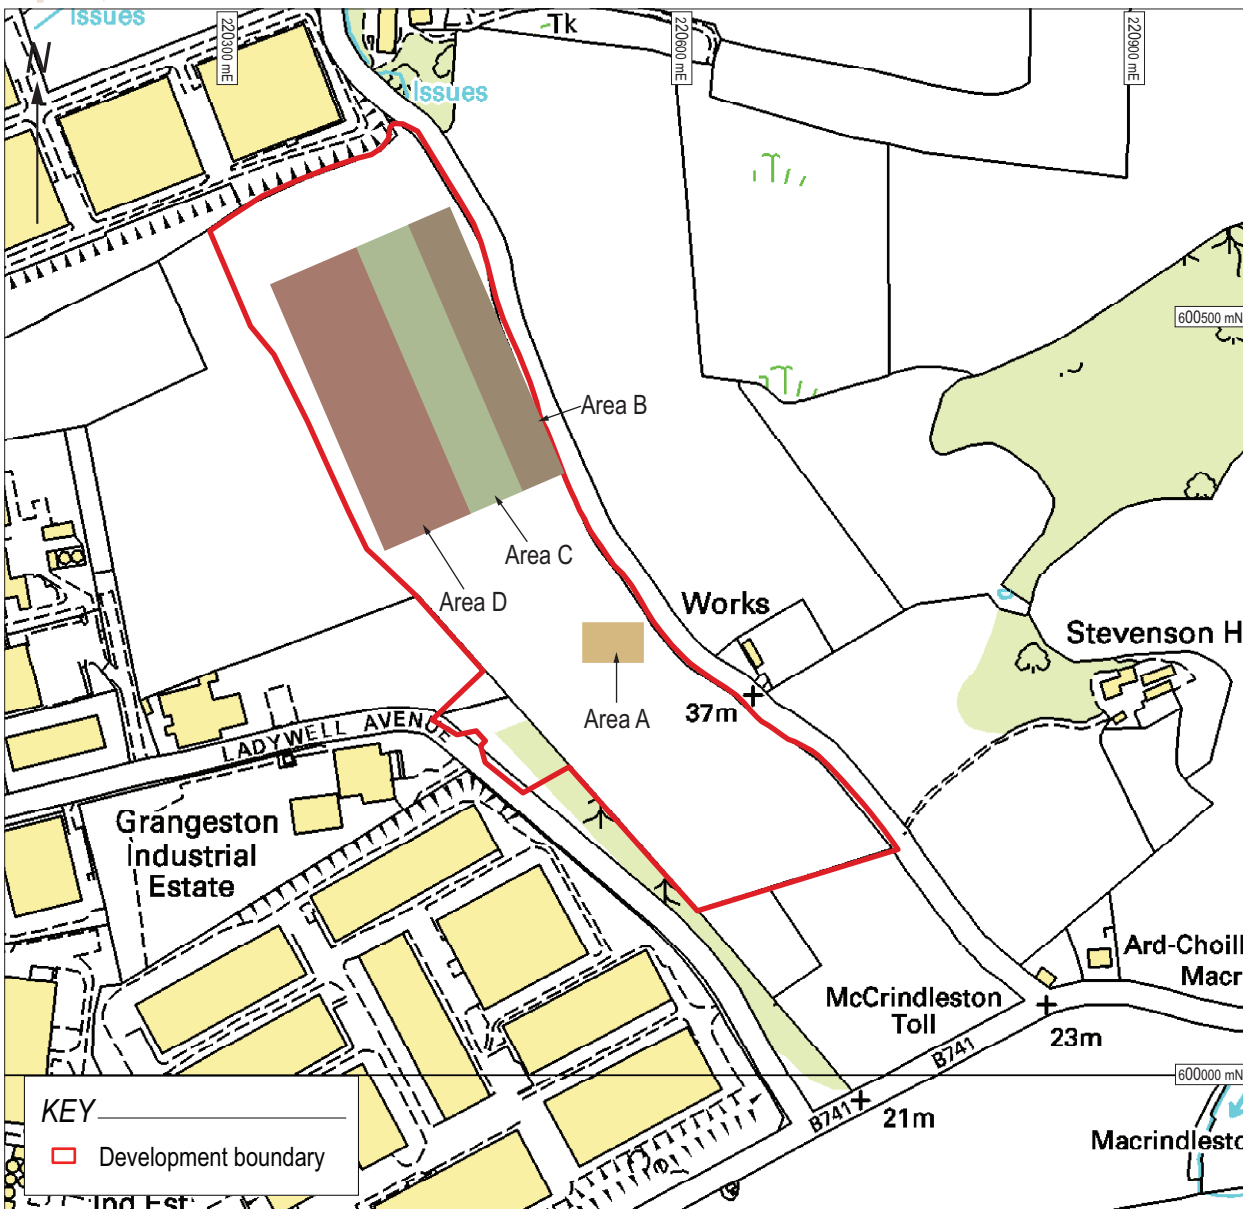 Issues
N
220300 mE
Tk
220600 mE
220900 mE
Issues
600500 mN
Area B
Area C
Area D
Works
Stevenson H
37m
Area A
LADYWELL AVENUE
Grangeston
Industrial
Estate
Ard-Choill
Macr
McCrindleston
Toll
23m
B741
600000 mN
KEY
B741
21m
Development boundary
Macrindlesto
Ind Est